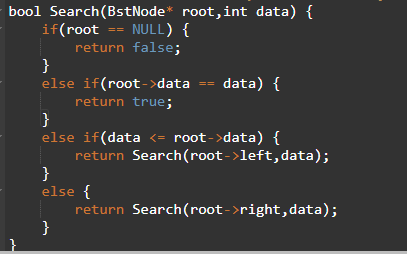 bool Search(BstNode* root,int data) {
    if(root == NULL) {
        return false;
    }
    else if(root->data == data) {
        return true;
    }
    else if(data <= root->data) {
        return Search(root->left,data);
    }
    else {
        return Search(root->right,data);
    }
}